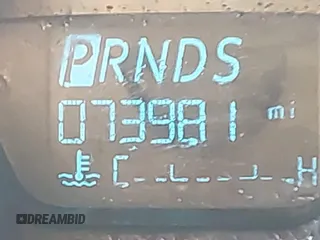 PRNDS
073981 mi
C H
DREAMBID